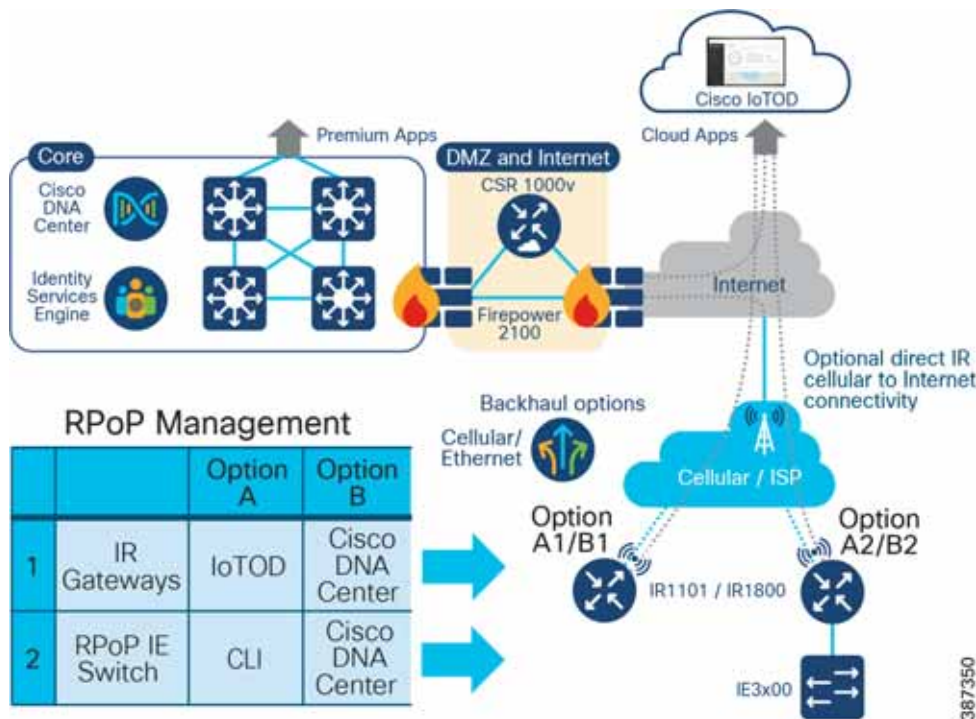 Cisco IoTOD
Premium Apps
Cloud Apps
Core
DMZ and Internet
CSR 1000v
Cisco
DNA
Center
Identity
Services
Engine
Firepower
2100
Internet
Optional direct IR
cellular to Internet
connectivity
Backhaul options
Cellular/
Ethernet
Cellular / ISP
RPoP Management
Option
A
Option
B
1
IR
Gateways
IoTOD
Cisco
DNA
Center
2
RPoP IE
Switch
CLI
Cisco
DNA
Center
Option
A1/B1
Option
A2/B2
IR1101 / IR1800
IE3x00
387350